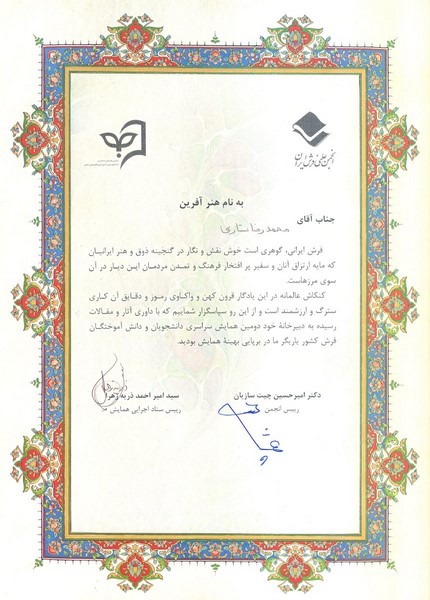 انجمن علمی فرش ایران
به نام هنر آفرین
جناب آقای
محمدرضا ستاری
فرش ایرانی، گوهری است خوش نقش و نگار در گنجینه ذوق و هنر ایرانیان
که مایه ارتزاق آنان و سفیر پر افتخار فرهنگ و تمدن مردمان این دیار در آن
سوی مرزهاست.
کنکاش عالمانه در این یادگار قرون کهن و واکاوی رموز و دقایق آن کاری
سترگ و ارزشمند است و از این رو سپاسگزار شماییم که با داوری آثار و مقالات
رسیده به دبیرخانهٔ خود دومین همایش سراسری دانشجویان و دانش آموختگان
فرش کشور یاریگر ما در برپایی بهینهٔ همایش بودید.
دکتر امیرحسین چیت سازیان
رییس انجمن
سید امیر احمد ذریه زهرا
رییس ستاد اجرایی همایش